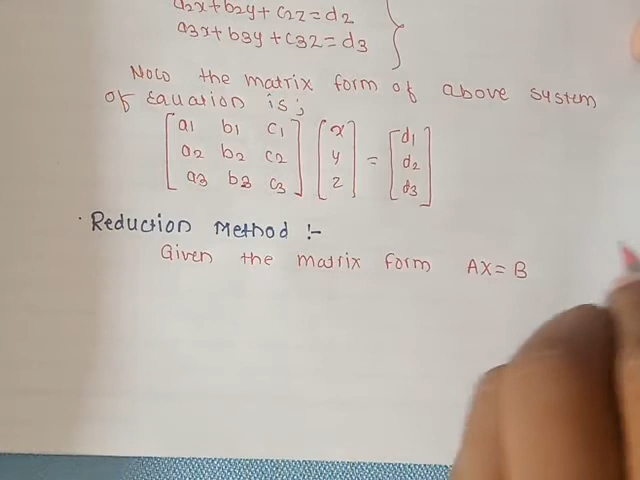 a2x+b2y+c2z=d2
a3x+b3y+c3z=d3
Now the matrix form of above system
of Equation is;
[a1 b1 c1] [x] = [d1]
[a2 b2 c2] [y] = [d2]
[a3 b3 c3] [z] = [d3]
Reduction Method :-
Given the matrix form AX=B